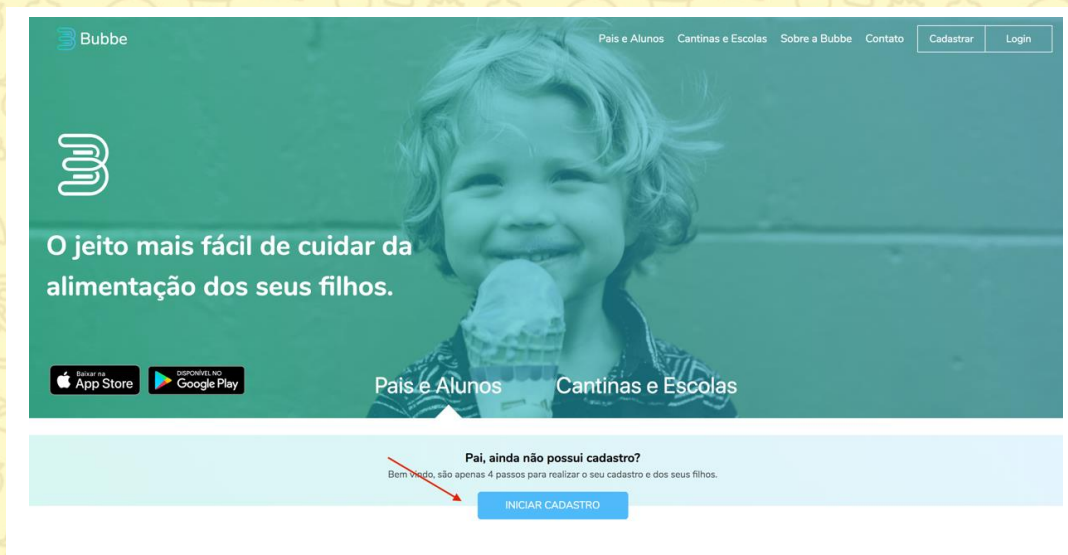 Bubbe
Pais e Alunos Cantinas e Escolas Sobre a Bubbe Contato Cadastrar Login
O jeito mais fácil de cuidar da
alimentação dos seus filhos.
Baixar na
App Store
DISPONÍVEL NO
Google Play
Pais e Alunos Cantinas e Escolas
Pai, ainda não possui cadastro?
Bem vindo, são apenas 4 passos para realizar o seu cadastro e dos seus filhos.
INICIAR CADASTRO